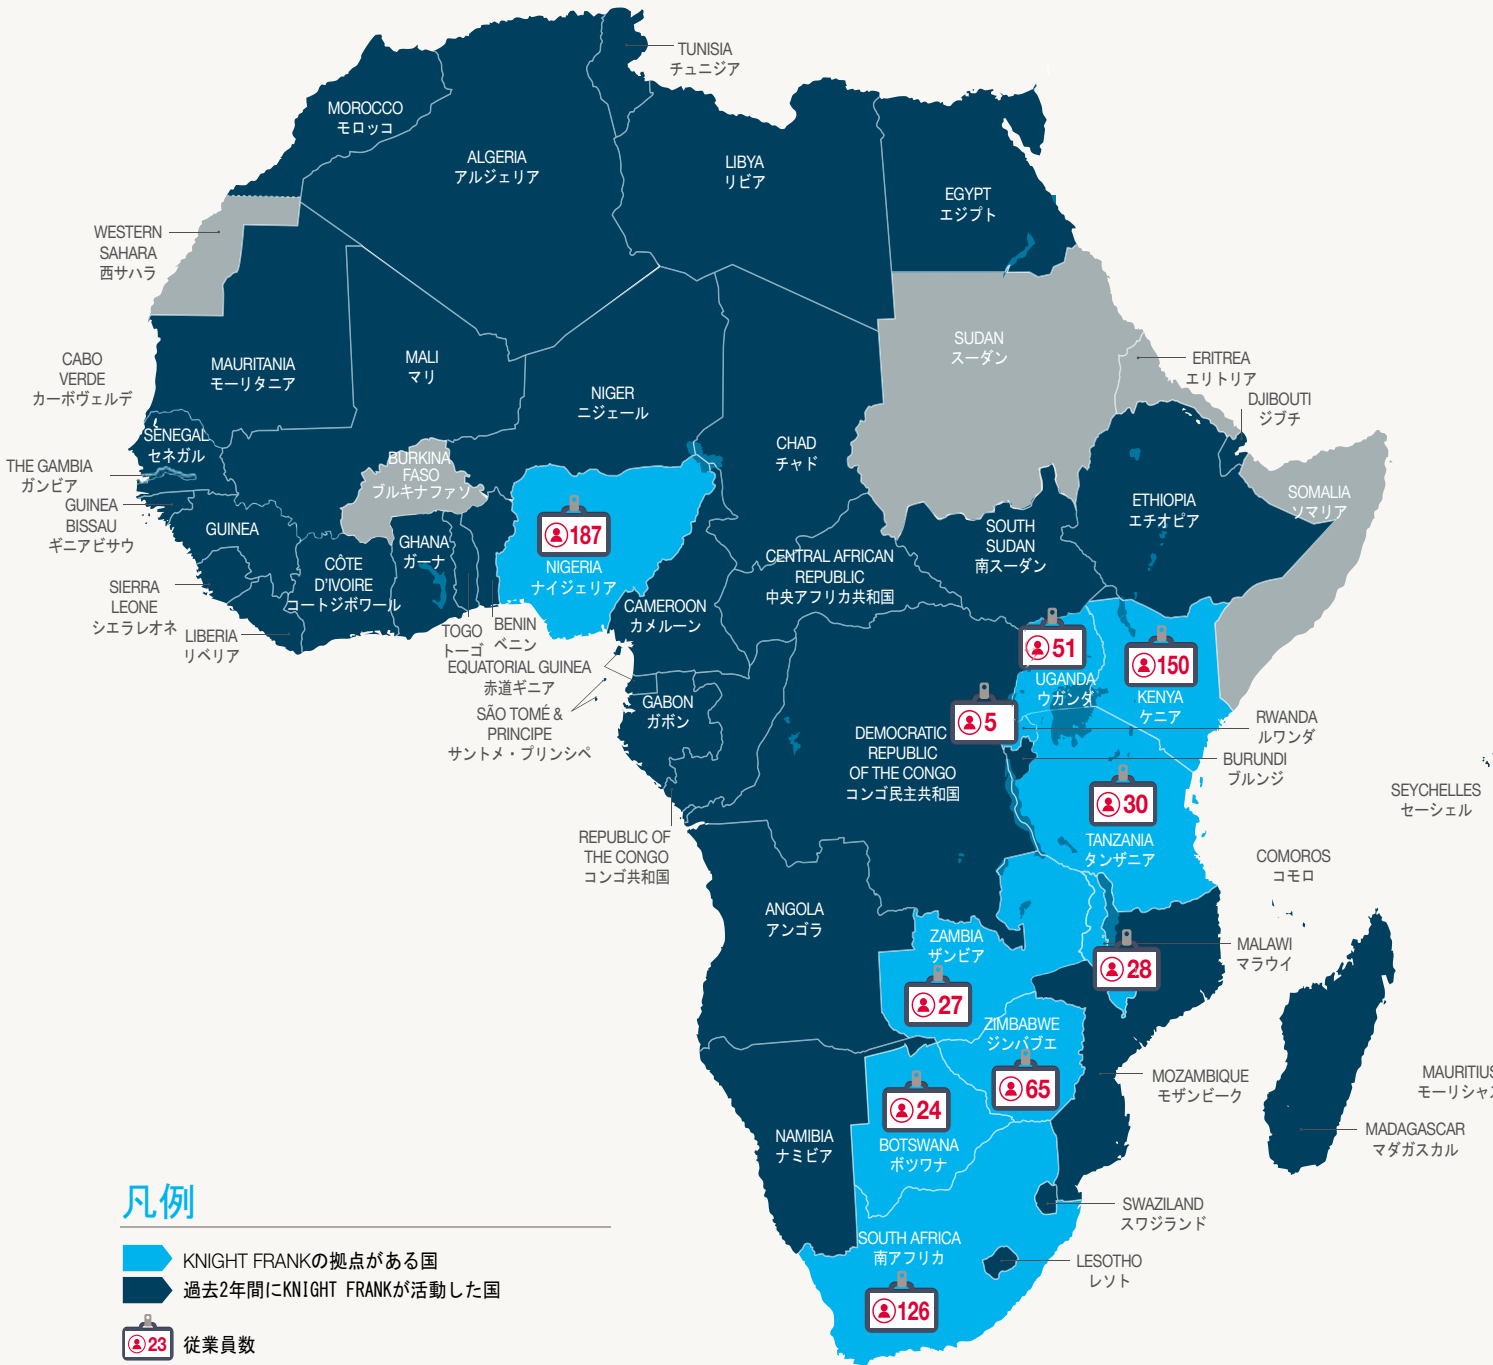 TUNISIA
チュニジア
MOROCCO
モロッコ
ALGERIA
アルジェリア
LIBYA
リビア
EGYPT
エジプト
WESTERN
SAHARA
西サハラ
CABO
VERDE
カーボヴェルデ
MAURITANIA
モーリタニア
MALI
マリ
NIGER
ニジェール
CHAD
チャド
SUDAN
スーダン
ERITREA
エリトリア
DJIBOUTI
ジブチ
SENEGAL
セネガル
THE GAMBIA
ガンビア
GUINEA
BISSAU
ギニアビサウ
GUINEA
BURKINA
FASO
ブルキナファソ
SIERRA
LEONE
シエラレオネ
LIBERIA
リベリア
CÔTE
D'IVOIRE
コートジボワール
GHANA
ガーナ
TOGO
トーゴ
BENIN
ベニン
187
NIGERIA
ナイジェリア
CAMEROON
カメルーン
CENTRAL AFRICAN
REPUBLIC
中央アフリカ共和国
SOUTH
SUDAN
南スーダン
ETHIOPIA
エチオピア
SOMALIA
ソマリア
EQUATORIAL GUINEA
赤道ギニア
SÃO TOMÉ &
PRINCIPE
サントメ・プリンシペ
GABON
ガボン
REPUBLIC OF
THE CONGO
コンゴ共和国
DEMOCRATIC
REPUBLIC
OF THE CONGO
コンゴ民主共和国
51
UGANDA
ウガンダ
150
KENYA
ケニア
5
RWANDA
ルワンダ
BURUNDI
ブルンジ
30
TANZANIA
タンザニア
SEYCHELLES
セーシェル
COMOROS
コモロ
ANGOLA
アンゴラ
ZAMBIA
ザンビア
27
28
MALAWI
マラウイ
ZIMBABWE
ジンバブエ
65
MOZAMBIQUE
モザンビーク
MAURITIUS
モーリシャス
MADAGASCAR
マダガスカル
NAMIBIA
ナミビア
24
BOTSWANA
ボツワナ
SWAZILAND
スワジランド
SOUTH AFRICA
南アフリカ
126
LESOTHO
レソト
凡例
KNIGHT FRANKの拠点がある国
過去2年間にKNIGHT FRANKが活動した国
23 従業員数